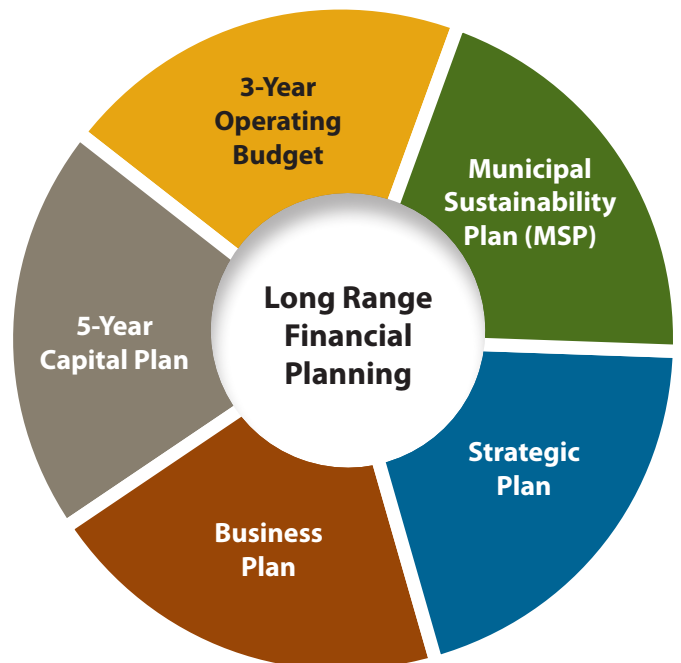 3-Year
Operating
Budget
Municipal
Sustainability
Plan (MSP)
Long Range
Financial
Planning
5-Year
Capital Plan
Strategic
Plan
Business
Plan